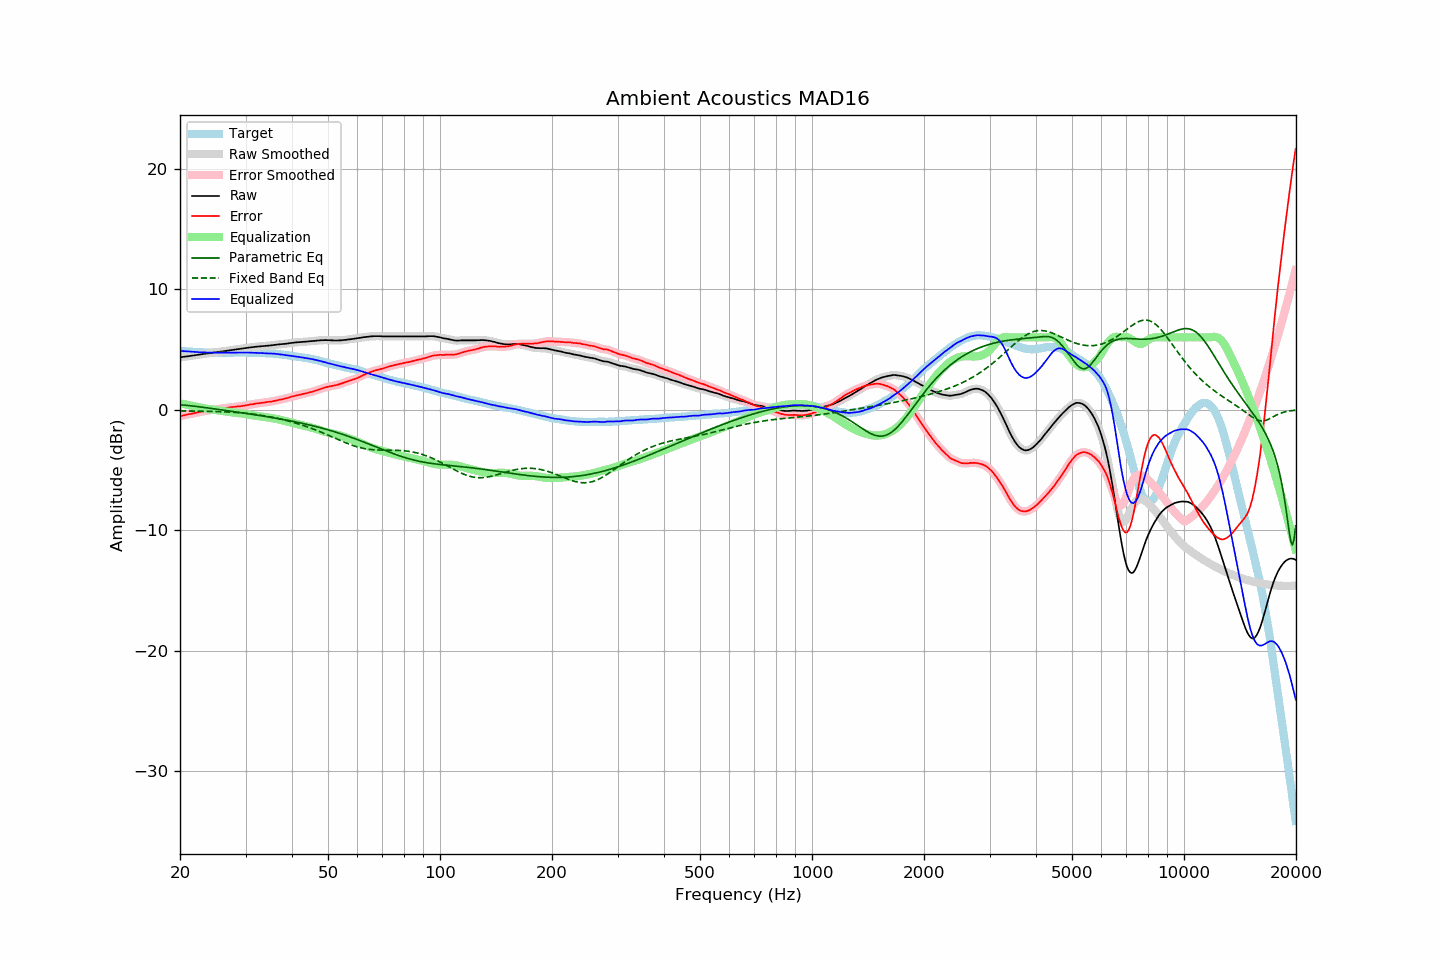 Ambient Acoustics MAD16
Target
Raw Smoothed
Error Smoothed
Raw
Error
Equalization
Parametric Eq
Fixed Band Eq
Equalized
Amplitude (dBr)
20
10
0
−10
−20
−30
20
50
100
200
500
1000
2000
5000
10000
20000
Frequency (Hz)